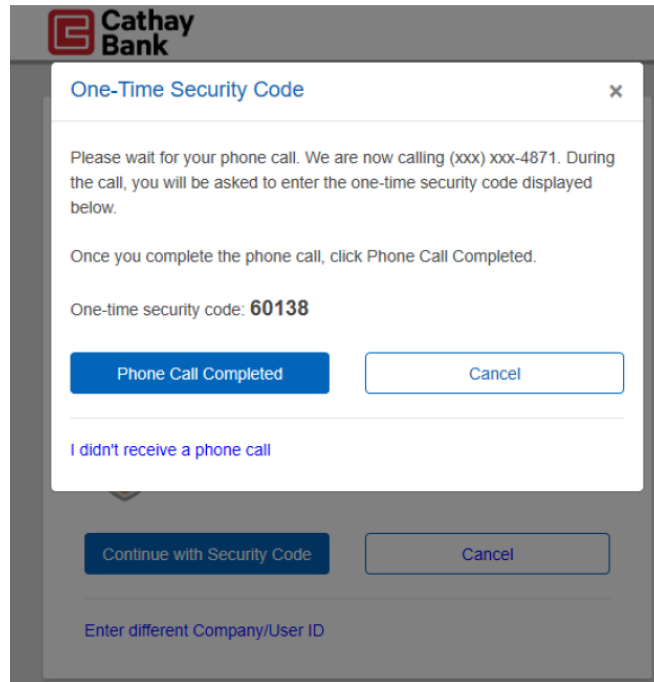 Cathay
Bank
One-Time Security Code
×
Please wait for your phone call. We are now calling (xxx) xxx-4871. During
the call, you will be asked to enter the one-time security code displayed
below.
Once you complete the phone call, click Phone Call Completed.
One-time security code: 60138
Phone Call Completed
Cancel
I didn't receive a phone call
Continue with Security Code
Cancel
Enter different Company/User ID